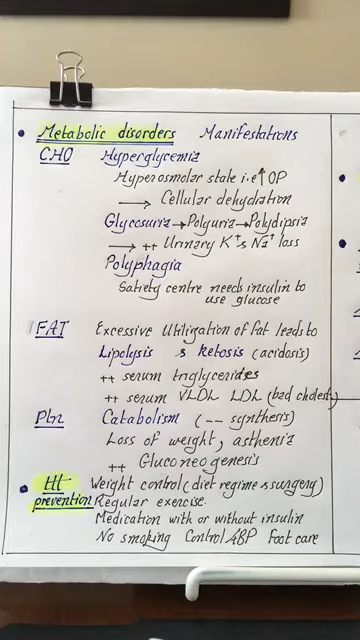 Metabolic disorders Manifestations
CHO Hyperglycemia
Hyperosmolar state i.e ↑ OP
→ Cellular dehydration
Glycosuria → Polyuria → Polydipsia
→ ++ Urinary K+ & Na+ loss
Polyphagia
Satiety centre needs insulin to
use glucose
FAT Excessive Utilization of fat leads to
Lipolysis & ketosis (acidosis)
++ serum triglycerides
++ serum VLDL LDL (bad cholest)
Ptn Catabolism (-- synthesis)
Loss of weight, asthenia
++ Gluconeogenesis
ttt Weight control (diet regime & surgery)
prevention Regular exercise.
Medication with or without insulin
No smoking Control ABP Foot care